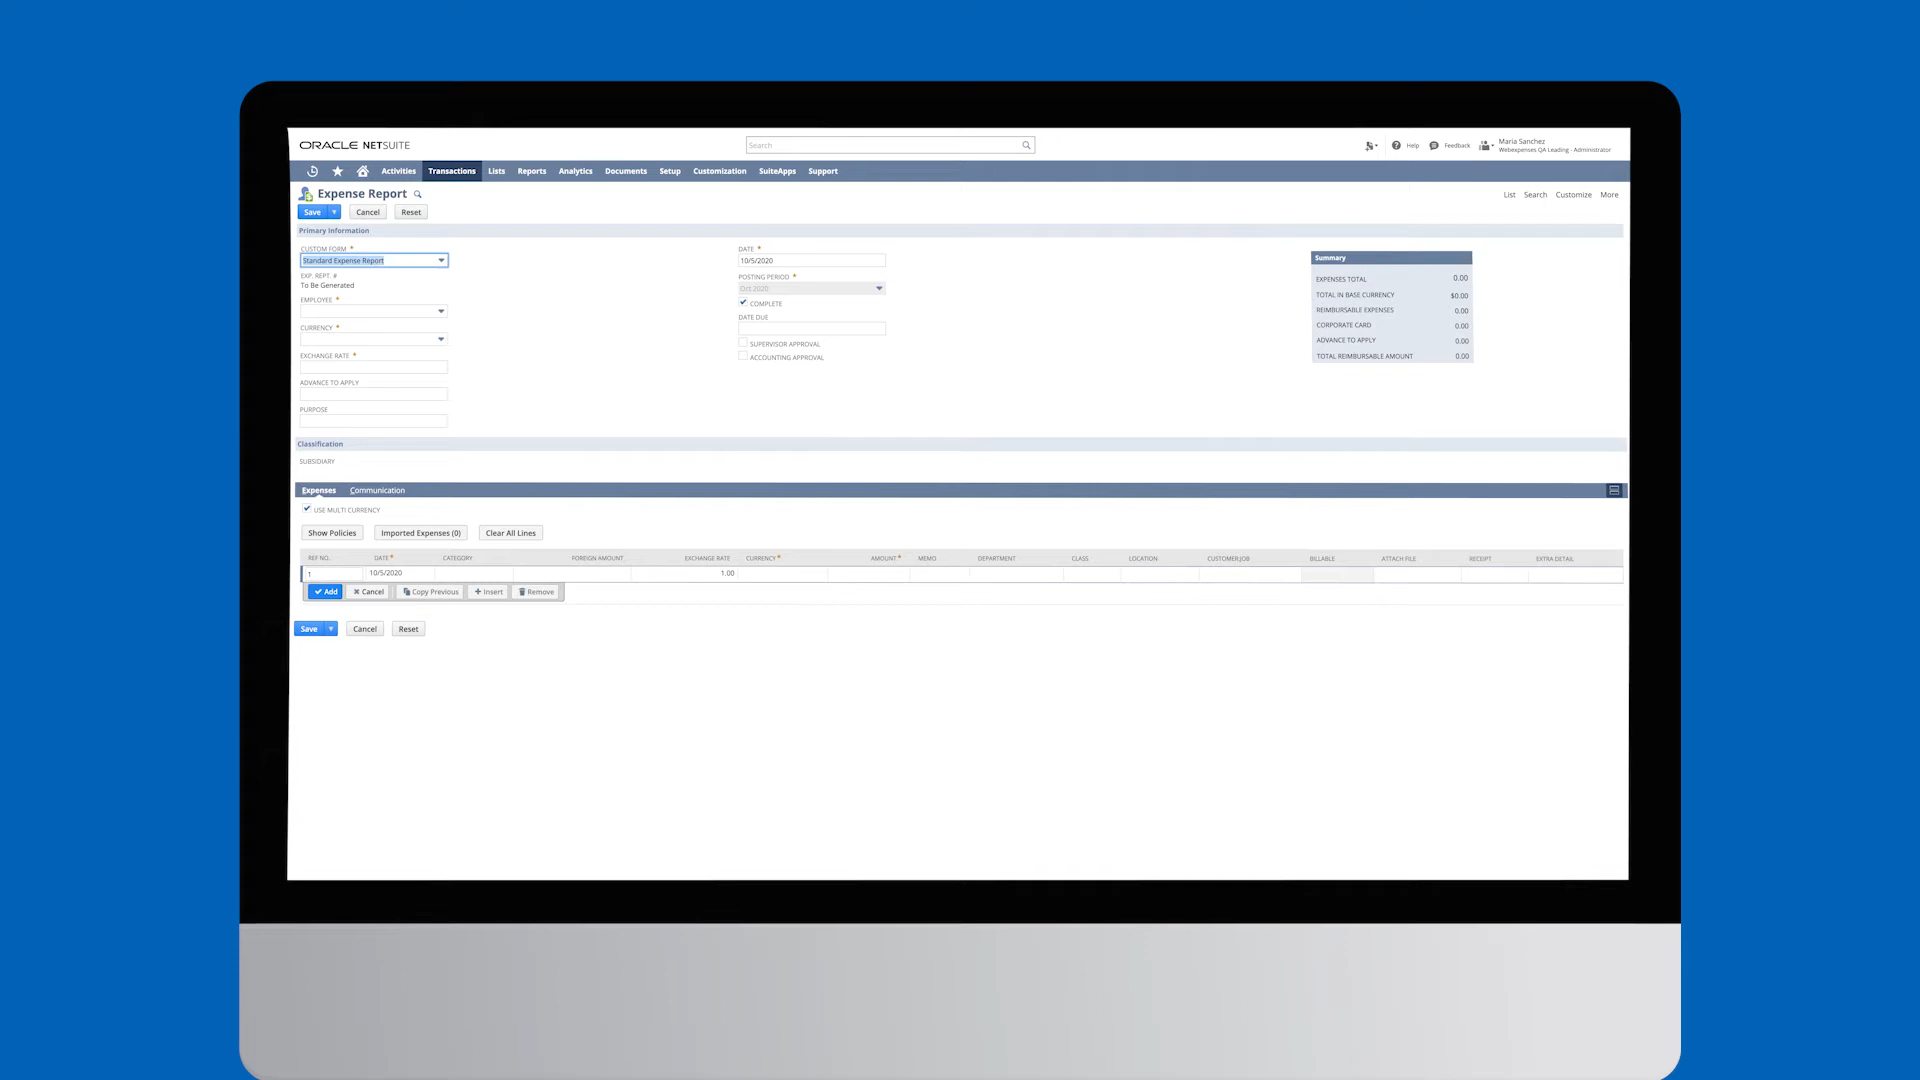 ORACLE NETSUITE
Search
Help
Feedback
Maria Sanchez
Webexpenses QA Leading - Administrator
Activities Transactions Lists Reports Analytics Documents Setup Customization SuiteApps Support
Expense Report
List Search Customize More
Save Cancel Reset
Primary Information
CUSTOM FORM *
Standard Expense Report
EXP. REPT. #
To Be Generated
EMPLOYEE *
CURRENCY *
EXCHANGE RATE *
ADVANCE TO APPLY
PURPOSE
DATE *
10/5/2020
POSTING PERIOD *
Oct 2020
COMPLETE
DATE DUE
SUPERVISOR APPROVAL
ACCOUNTING APPROVAL
Summary
EXPENSES TOTAL 0.00
TOTAL IN BASE CURRENCY $0.00
REIMBURSABLE EXPENSES 0.00
CORPORATE CARD 0.00
ADVANCE TO APPLY 0.00
TOTAL REIMBURSABLE AMOUNT 0.00
Classification
SUBSIDIARY
Expenses Communication
USE MULTI CURRENCY
Show Policies Imported Expenses (0) Clear All Lines
REF NO. DATE * CATEGORY FOREIGN AMOUNT EXCHANGE RATE CURRENCY * AMOUNT * MEMO DEPARTMENT CLASS LOCATION CUSTOMER:JOB BILLABLE ATTACH FILE RECEIPT EXTRA DETAIL
1 10/5/2020 1.00
Add Cancel Copy Previous Insert Remove
Save Cancel Reset